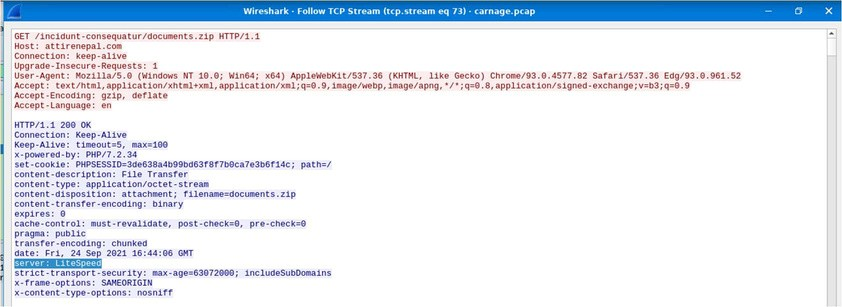 Wireshark · Follow TCP Stream (tcp.stream eq 73) · carnage.pcap
GET /incidunt-consequatur/documents.zip HTTP/1.1
Host: attirenepal.com
Connection: keep-alive
Upgrade-Insecure-Requests: 1
User-Agent: Mozilla/5.0 (Windows NT 10.0; Win64; x64) AppleWebKit/537.36 (KHTML, like Gecko) Chrome/93.0.4577.82 Safari/537.36 Edg/93.0.961.52
Accept: text/html,application/xhtml+xml,application/xml;q=0.9,image/webp,image/apng,*/*;q=0.8,application/signed-exchange;v=b3;q=0.9
Accept-Encoding: gzip, deflate
Accept-Language: en
HTTP/1.1 200 OK
Connection: Keep-Alive
Keep-Alive: timeout=5, max=100
x-powered-by: PHP/7.2.34
set-cookie: PHPSESSID=3de638a4b99bd63f8f7b0ca7e3b6f14c; path=/
content-description: File Transfer
content-type: application/octet-stream
content-disposition: attachment; filename=documents.zip
content-transfer-encoding: binary
expires: 0
cache-control: must-revalidate, post-check=0, pre-check=0
pragma: public
transfer-encoding: chunked
date: Fri, 24 Sep 2021 16:44:06 GMT
server: LiteSpeed
strict-transport-security: max-age=63072000; includeSubDomains
x-frame-options: SAMEORIGIN
x-content-type-options: nosniff